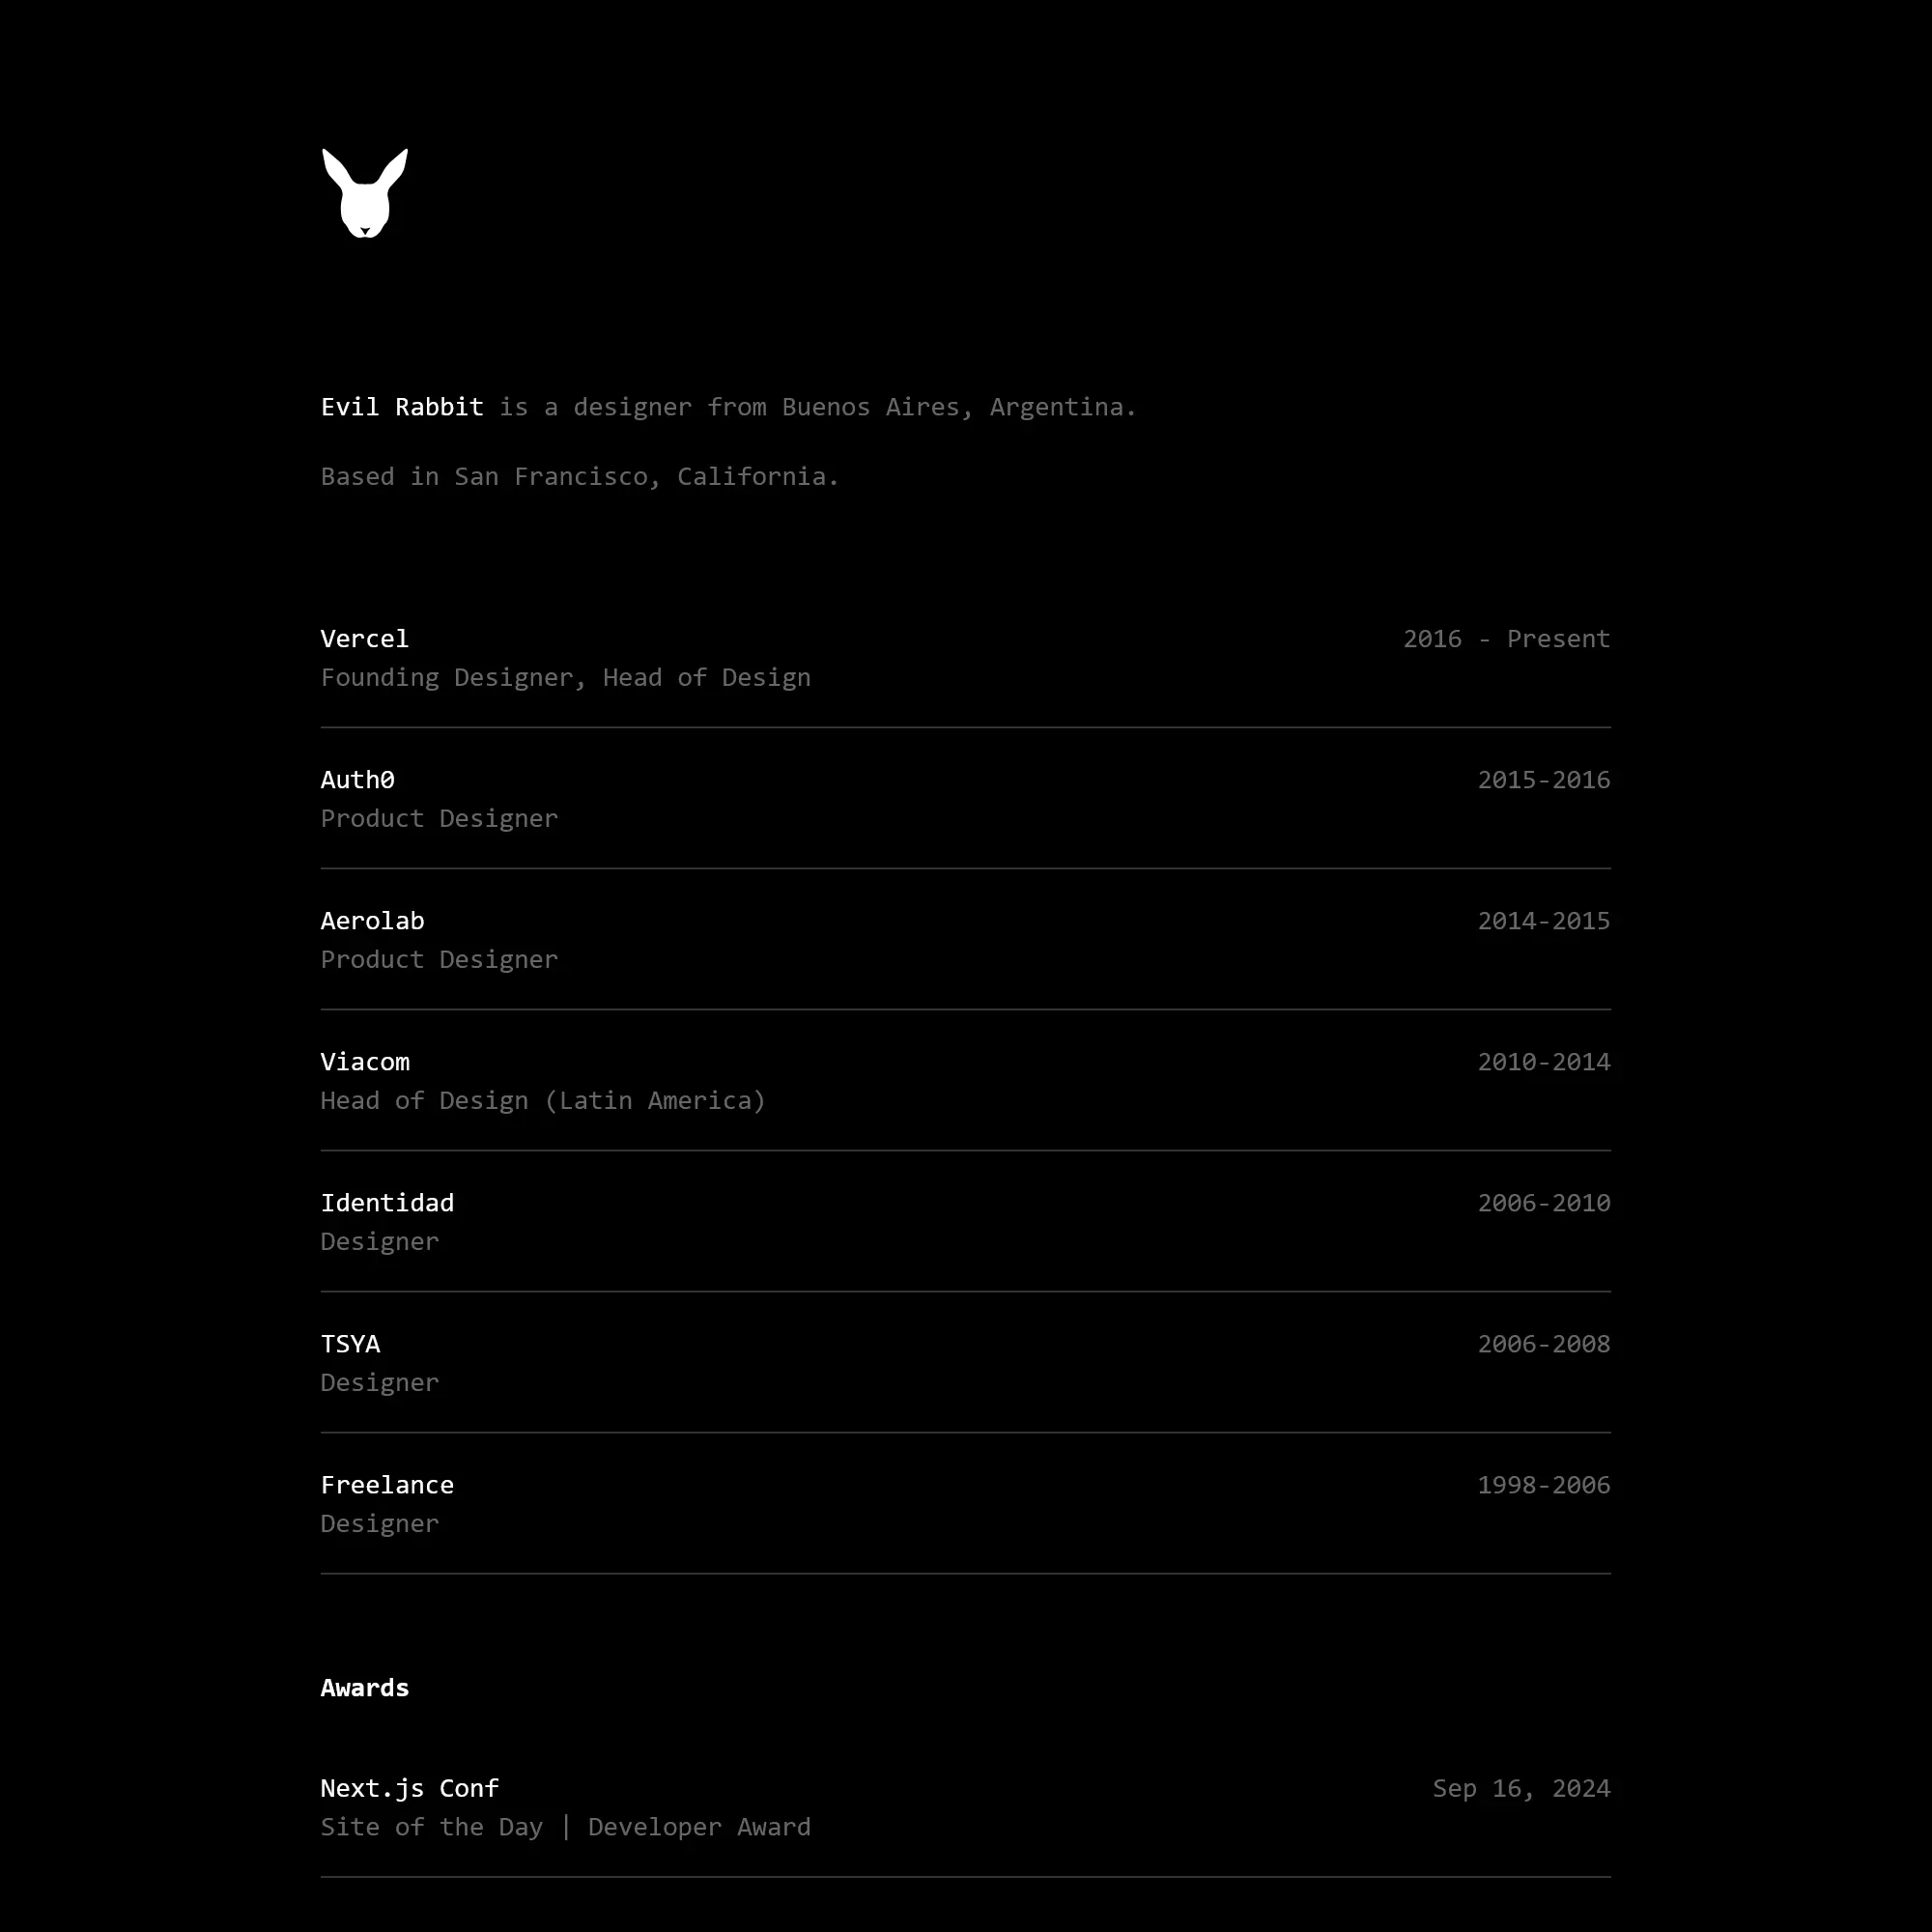 Evil Rabbit is a designer from Buenos Aires, Argentina.
Based in San Francisco, California.
Vercel 2016 - Present
Founding Designer, Head of Design
Auth0 2015-2016
Product Designer
Aerolab 2014-2015
Product Designer
Viacom 2010-2014
Head of Design (Latin America)
Identidad 2006-2010
Designer
TSYA 2006-2008
Designer
Freelance 1998-2006
Designer
Awards
Next.js Conf Sep 16, 2024
Site of the Day | Developer Award